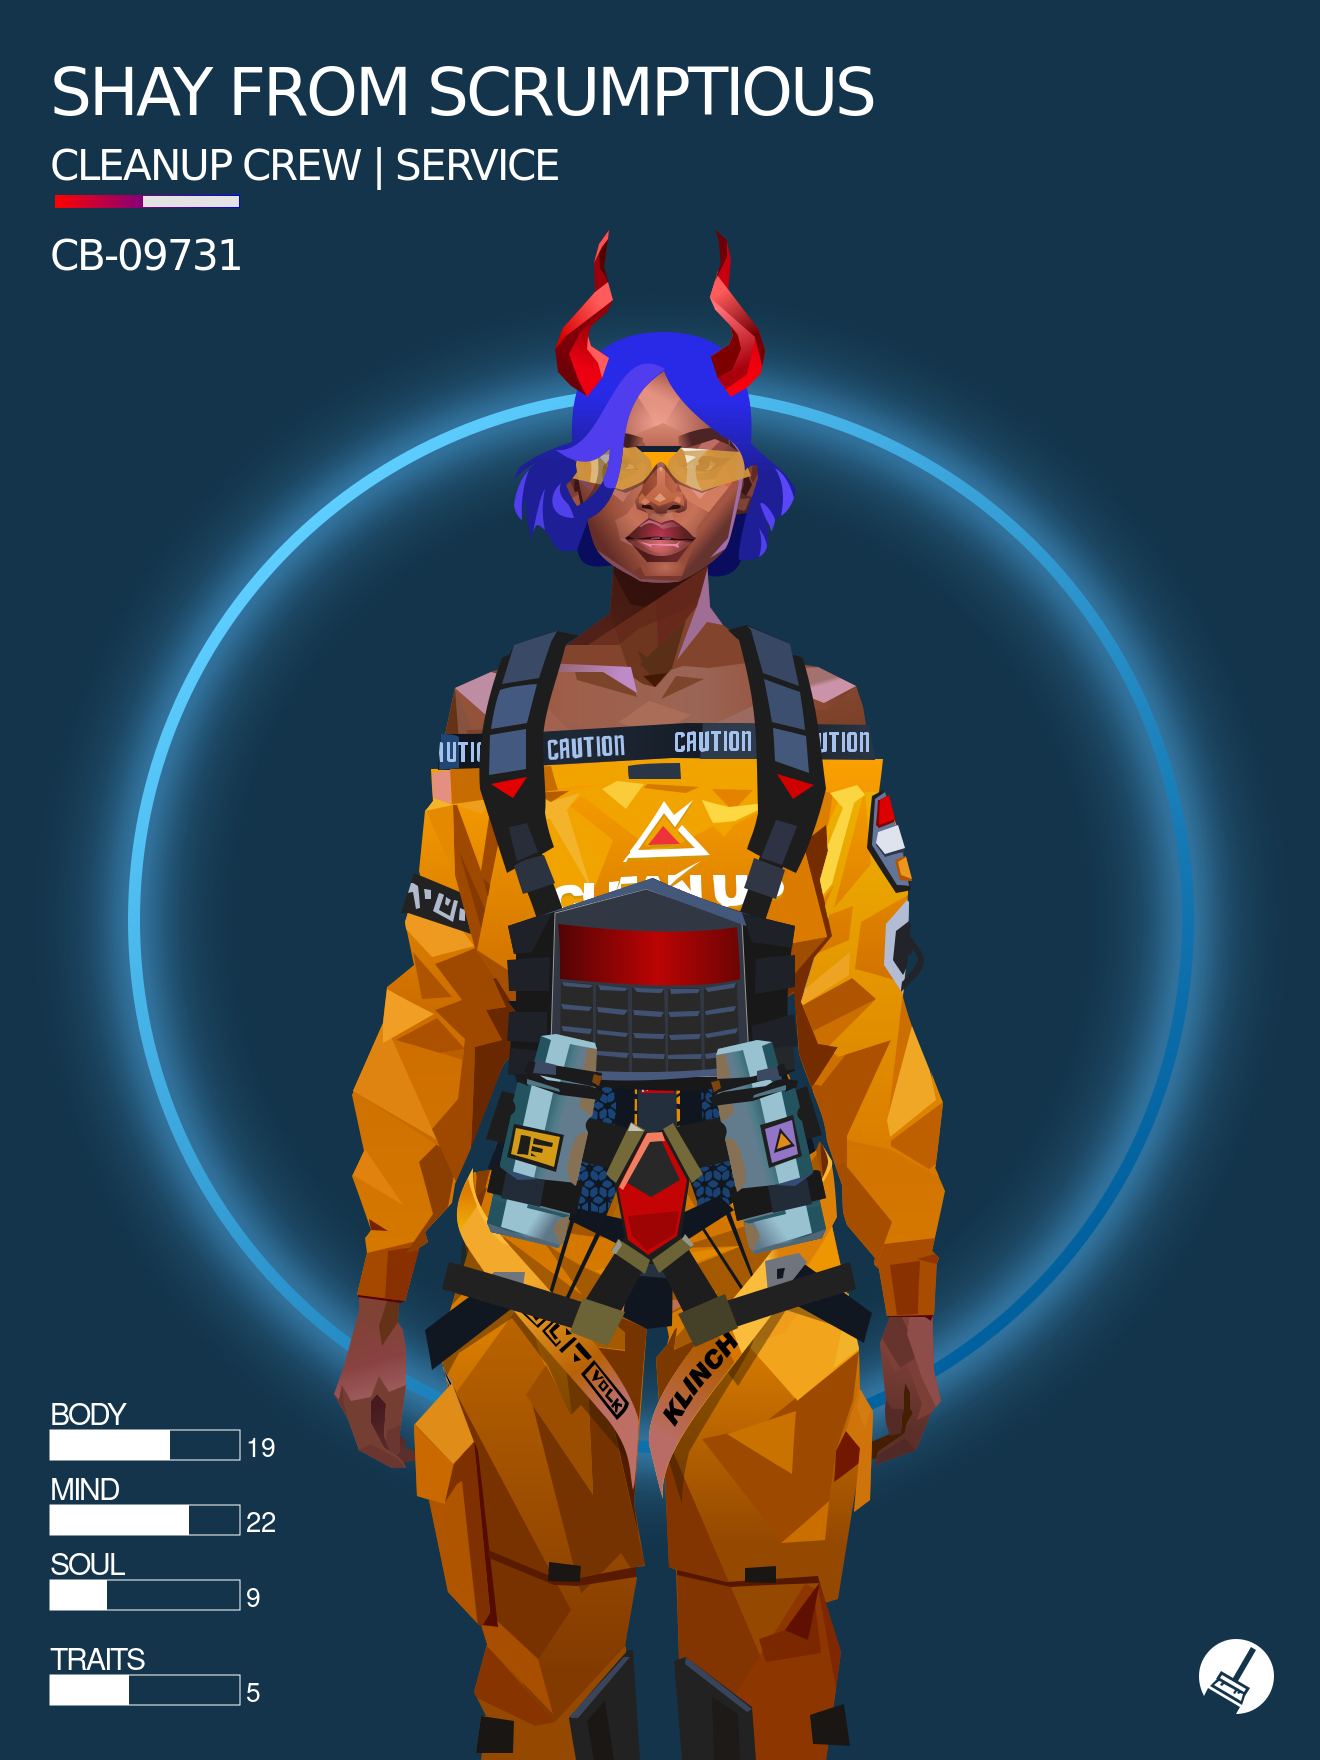 SHAY FROM SCRUMPTIOUS
CLEANUP CREW | SERVICE
CB-09731
CAUTION
CAUTION
UTION
CLEANUP
VOLK
KLINCH
BODY
19
MIND
22
SOUL
9
TRAITS
5